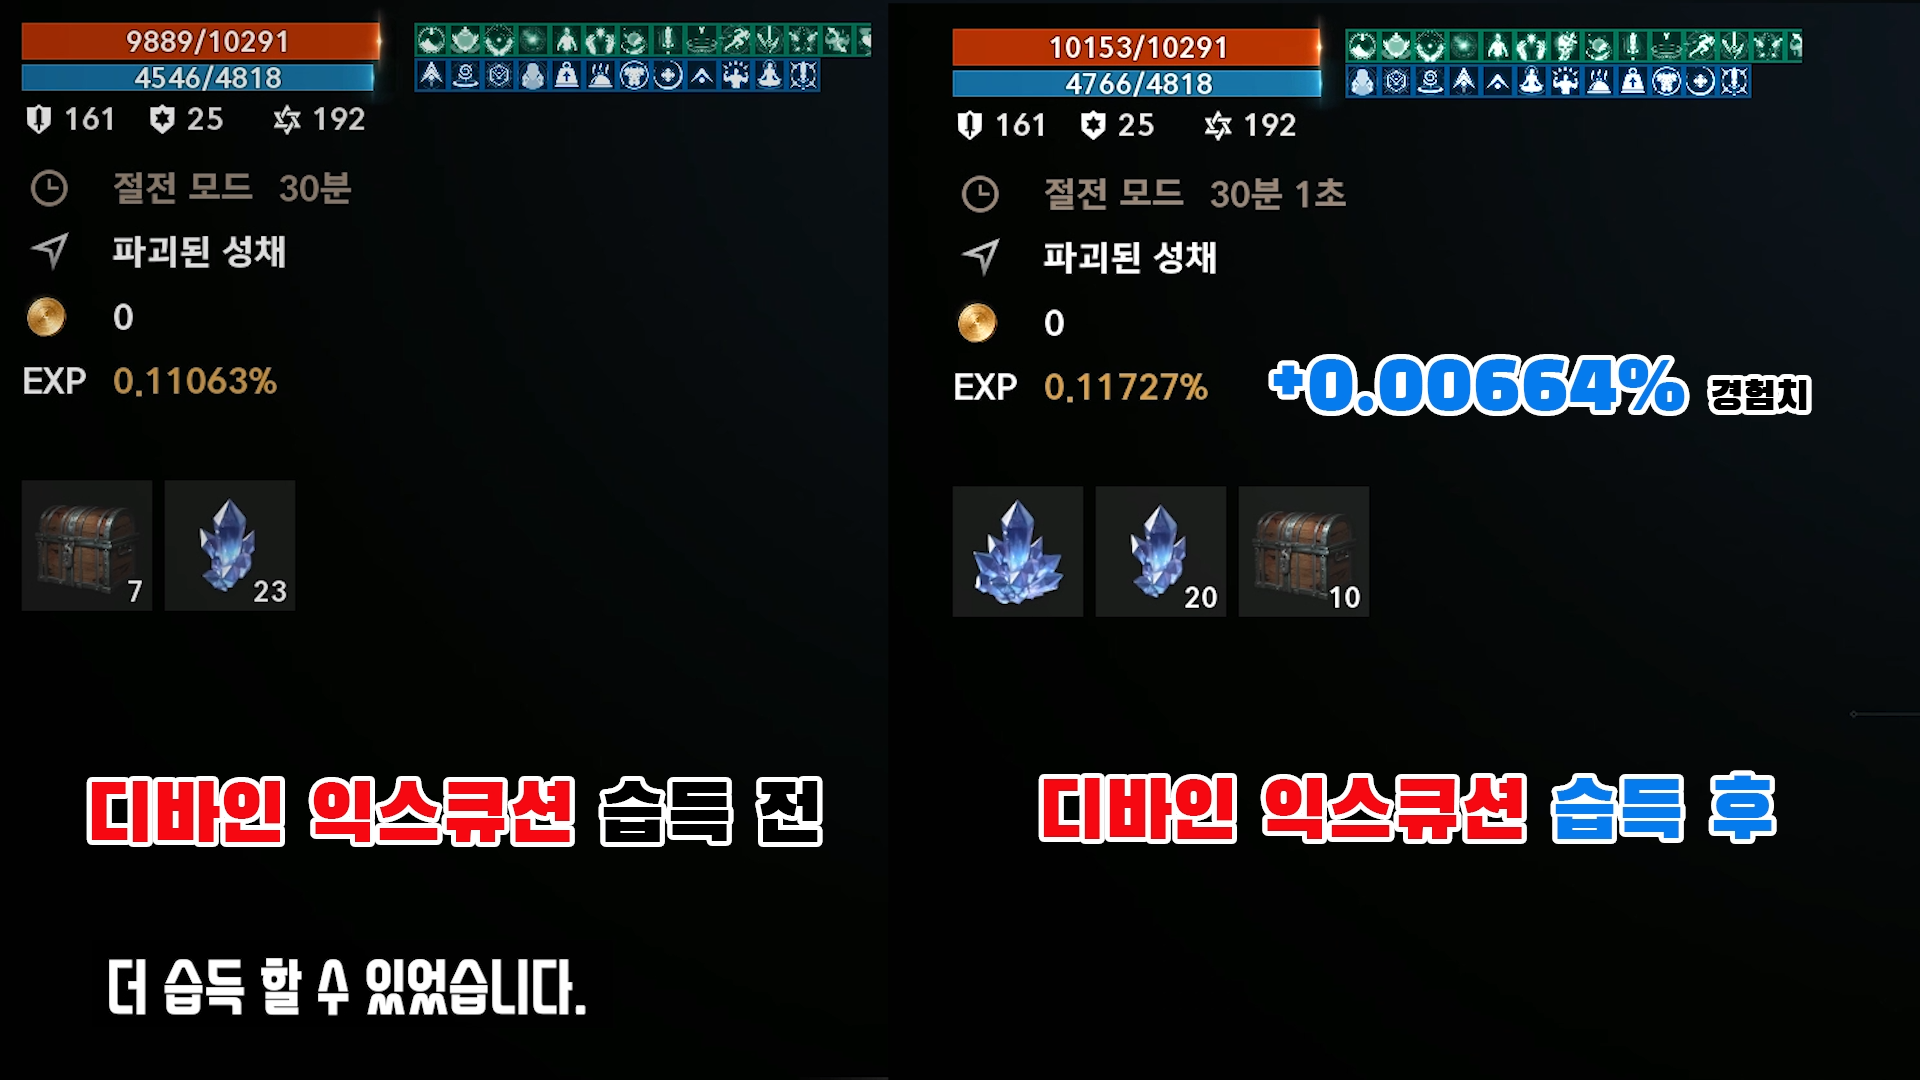 9889/10291
4546/4818
161 25 192
절전 모드 30분
파괴된 성채
0
EXP 0.11063%
7
23
디바인 익스큐션 습득 전
더 습득 할 수 있었습니다.
10153/10291
4766/4818
161 25 192
절전 모드 30분 1초
파괴된 성채
0
EXP 0.11727% +0.00664% 경험치
20
10
디바인 익스큐션 습득 후